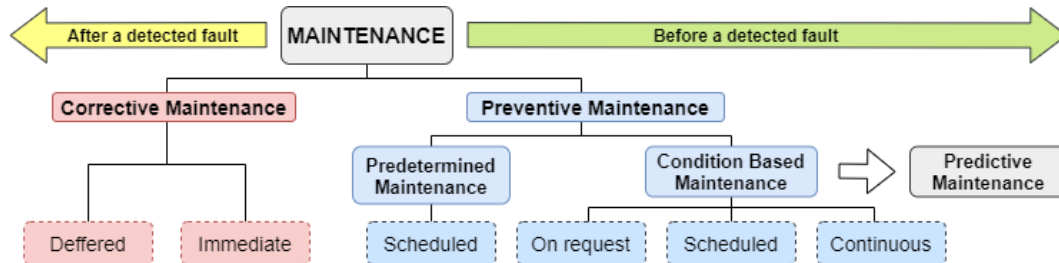 After a detected fault
MAINTENANCE
Before a detected fault
Corrective Maintenance
Preventive Maintenance
Predetermined
Maintenance
Condition Based
Maintenance
Predictive
Maintenance
Deffered
Immediate
Scheduled
On request
Scheduled
Continuous